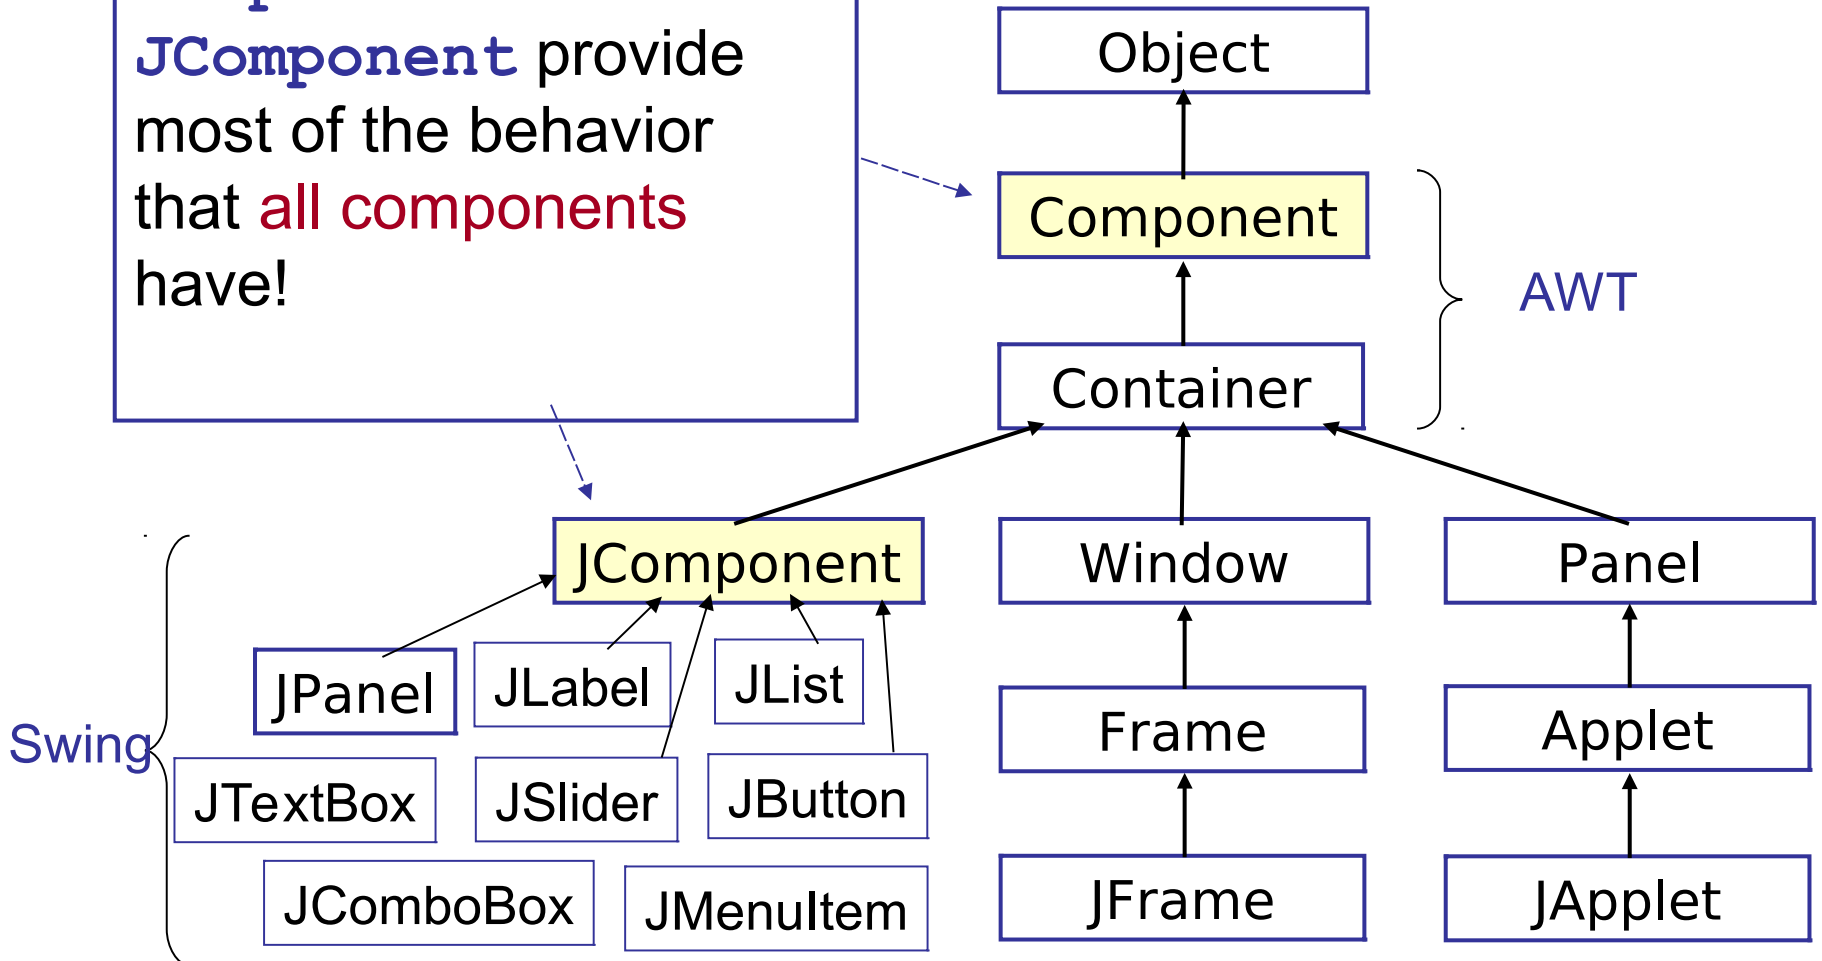 JComponent provide
most of the behavior
that all components
have!
Object
Component
AWT
Container
JComponent
Window
Panel
JPanel
JLabel
JList
Frame
Applet
Swing
JTextBox
JSlider
JButton
JComboBox
JMenuItem
JFrame
JApplet